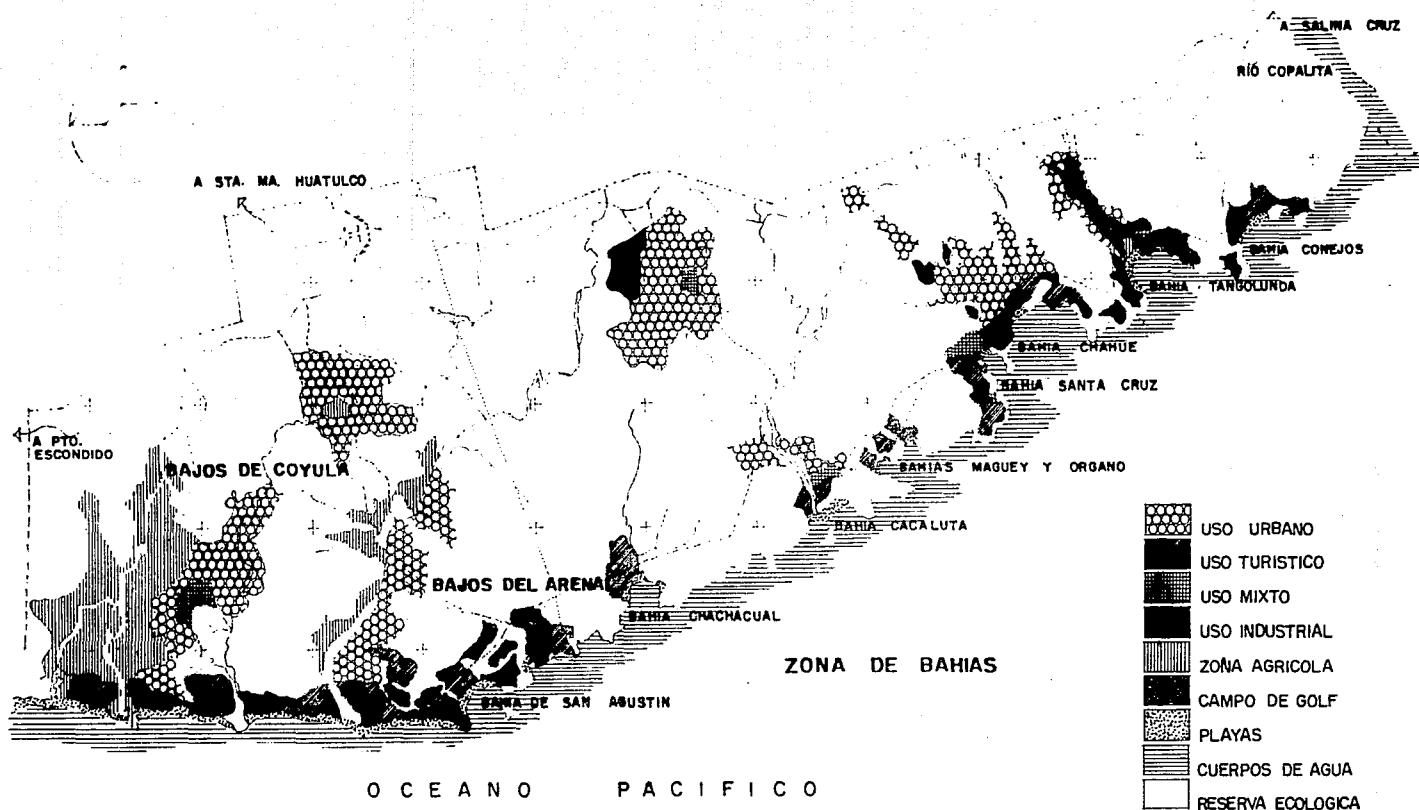 A SALINA CRUZ
RÍO COPALITA
A STA. MA. HUATULCO
BAHIA CONEJOS
BAHIA TANGOLUNDA
BAHIA CHAHUE
BAHIA SANTA CRUZ
A PTO.
ESCONDIDO
BAJOS DE COYULA
BAHIAS MAGUEY Y ORGANO
BAHIA CACALUTA
BAJOS DEL ARENAL
BAHIA CHACHACUAL
ZONA DE BAHIAS
BAHIA DE SAN AGUSTIN
OCEANO PACIFICO
USO URBANO
USO TURISTICO
USO MIXTO
USO INDUSTRIAL
ZOÑA AGRICOLA
CAMPO DE GOLF
PLAYAS
CUERPOS DE AGUA
RESERVA ECOLOGICA